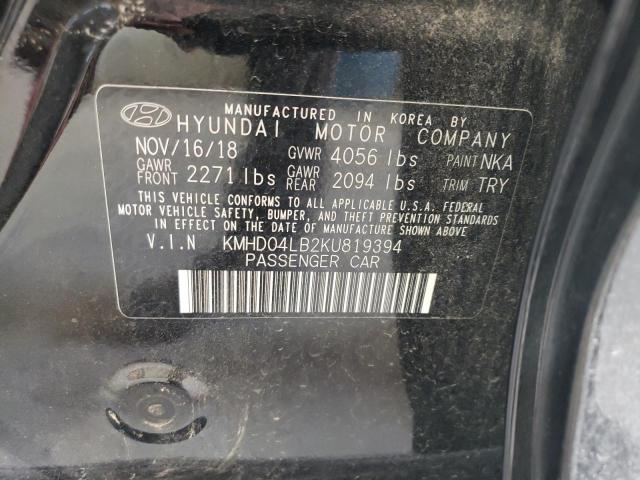 MANUFACTURED IN KOREA BY
HYUNDAI MOTOR COMPANY
NOV/16/18 GVWR 4056 lbs PAINT NKA
GAWR FRONT 2271 lbs GAWR REAR 2094 lbs TRIM TRY
THIS VEHICLE CONFORMS TO ALL APPLICABLE U.S.A. FEDERAL
MOTOR VEHICLE SAFETY, BUMPER, AND THEFT PREVENTION STANDARDS
IN EFFECT ON THE DATE OF MANUFACTURE SHOWN ABOVE.
V.I.N KMHD04LB2KU819394
PASSENGER CAR